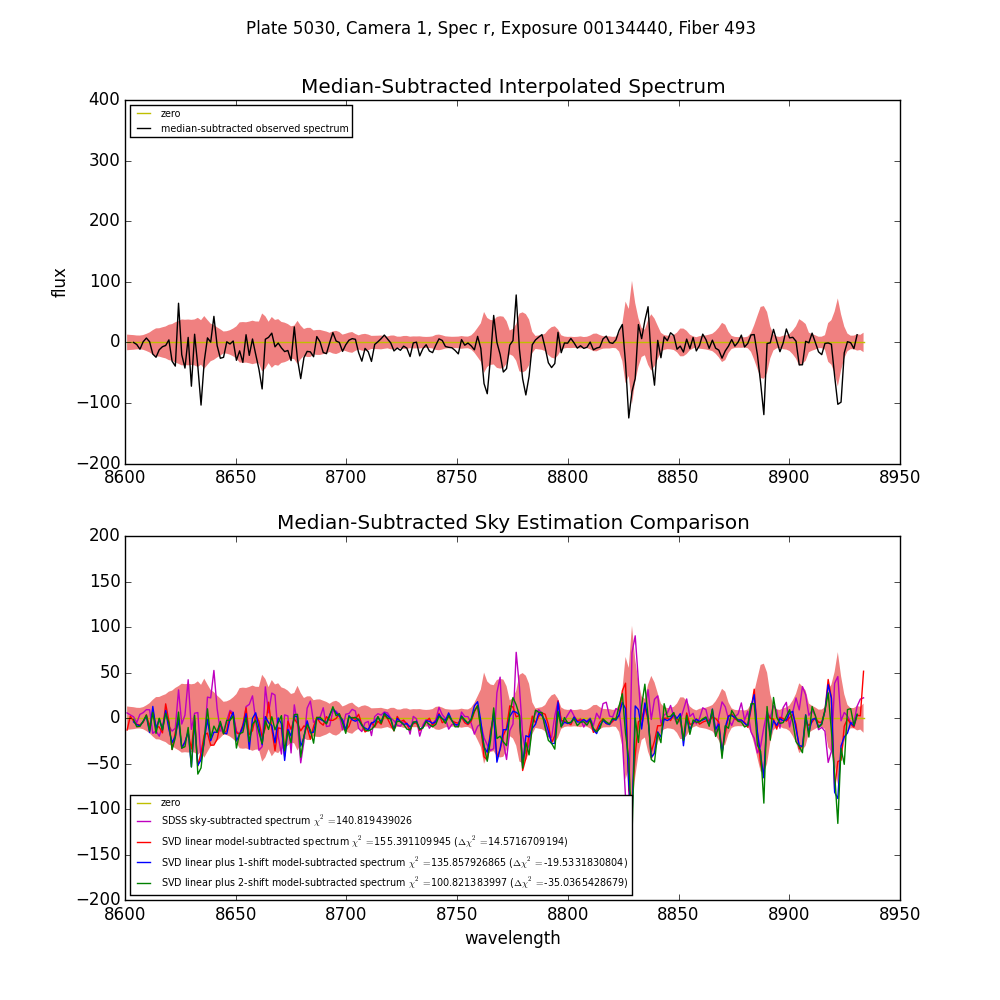 Plate 5030, Camera 1, Spec r, Exposure 00134440, Fiber 493
Median-Subtracted Interpolated Spectrum
400
300
200
100
0
−100
−200
flux
zero
median-subtracted observed spectrum
8600 8650 8700 8750 8800 8850 8900 8950
Median-Subtracted Sky Estimation Comparison
200
150
100
50
0
−50
−100
−150
−200
zero
SDSS sky-subtracted spectrum χ² =140.819439026
SVD linear model-subtracted spectrum χ² =155.391109945 (Δχ² =14.5716709194)
SVD linear plus 1-shift model-subtracted spectrum χ² =135.857926865 (Δχ² =-19.5331830804)
SVD linear plus 2-shift model-subtracted spectrum χ² =100.821383997 (Δχ² =-35.0365428679)
8600 8650 8700 8750 8800 8850 8900 8950
wavelength